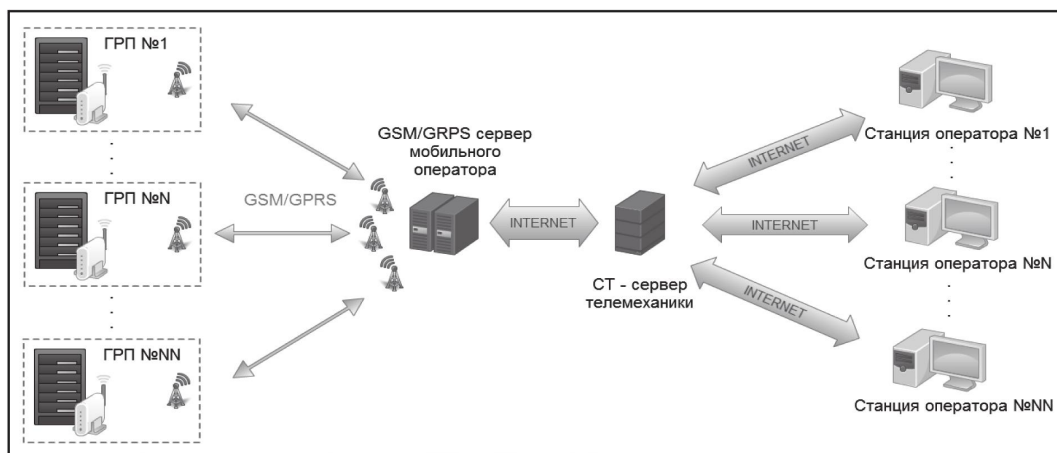 ГРП №1
ГРП №N
ГРП №NN
GSM/GPRS
GSM/GRPS сервер
мобильного
оператора
INTERNET
СТ - сервер
телемеханики
INTERNET
INTERNET
INTERNET
Станция оператора №1
Станция оператора №N
Станция оператора №NN